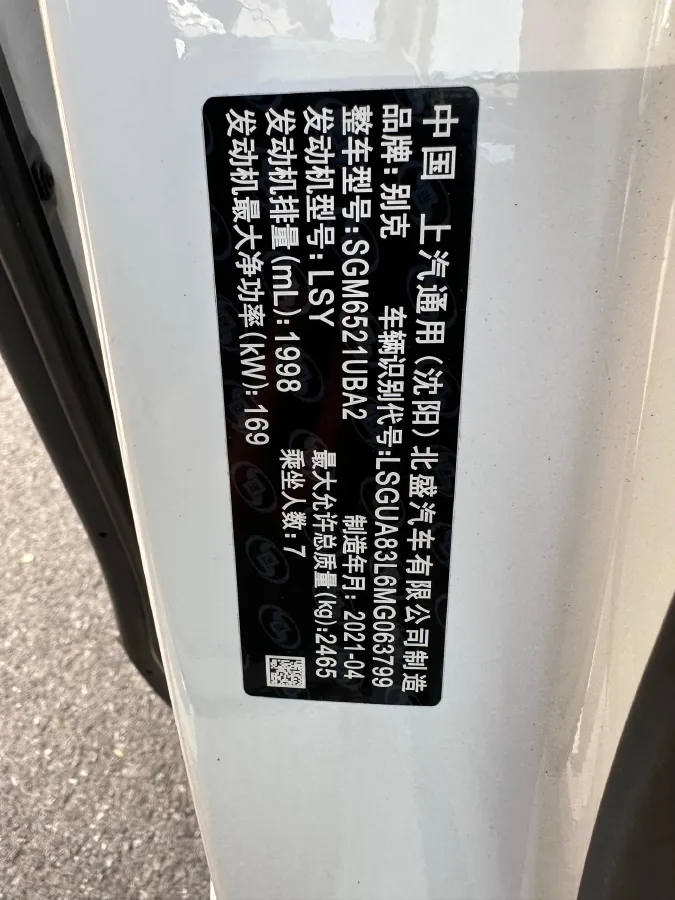 中国 上汽通用(沈阳)北盛汽车有限公司制造
品牌:别克 车辆识别代号:LSGUA83L6MG063799
整车型号:SGM6521UBA2 制造年月:2021-04
发动机型号:LSY 最大允许总质量(kg):2465
发动机排量(mL):1998 乘坐人数:7
发动机最大净功率(kW):169